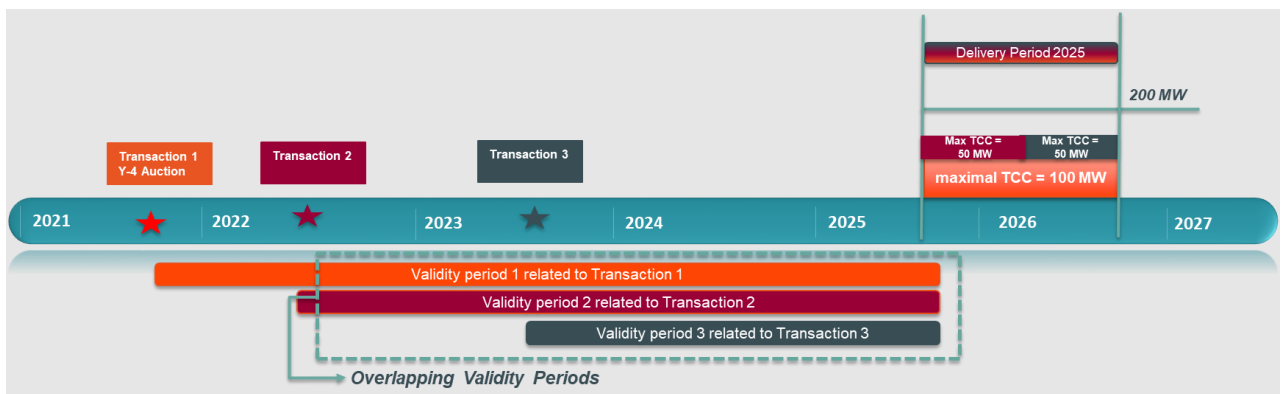 Delivery Period 2025
200 MW
Transaction 1
Y-4 Auction
Transaction 2
Transaction 3
Max TCC =
50 MW
Max TCC =
50 MW
maximal TCC = 100 MW
2021
2022
2023
2024
2025
2026
2027
Validity period 1 related to Transaction 1
Validity period 2 related to Transaction 2
Validity period 3 related to Transaction 3
Overlapping Validity Periods